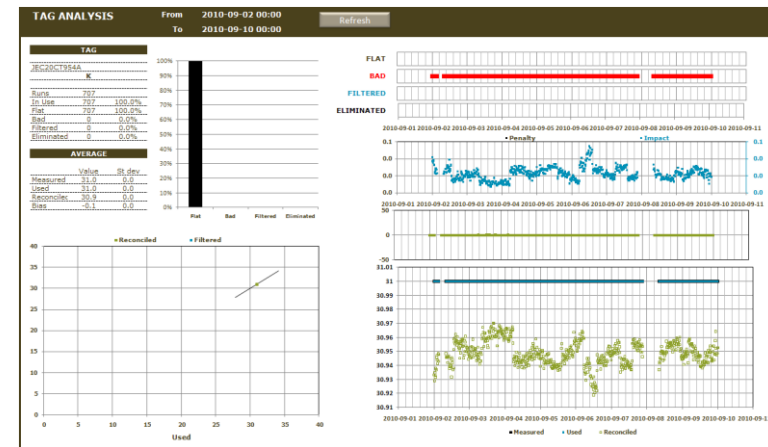 TAG ANALYSIS
From 2010-09-02 00:00
To 2010-09-10 00:00
Refresh
TAG
JEC20CT954A
K
Runs 707
In Use 707 100.0%
Flat 707 100.0%
Bad 0 0.0%
Filtered 0 0.0%
Eliminated 0 0.0%
AVERAGE
Value St dev
Measured 31.0 0.0
Used 31.0 0.0
Reconciled 30.9 0.0
Bias -0.1 0.0
100%
90%
80%
70%
60%
50%
40%
30%
20%
10%
0%
Flat Bad Filtered Eliminated
FLAT
BAD
FILTERED
ELIMINATED
2010-09-01 2010-09-02 2010-09-03 2010-09-04 2010-09-05 2010-09-06 2010-09-07 2010-09-08 2010-09-09 2010-09-10 2010-09-11
Penalty Impact
0.1 0.1
0.0 0.0
0.0 0.0
0.0 0.0
2010-09-01 2010-09-02 2010-09-03 2010-09-04 2010-09-05 2010-09-06 2010-09-07 2010-09-08 2010-09-09 2010-09-10 2010-09-11
50
0
-50
Reconciled Filtered
40
35
30
25
20
15
10
5
0
0 5 10 15 20 25 30 35 40
Used
31.01
31
30.99
30.98
30.97
30.96
30.95
30.94
30.93
30.92
30.91
2010-09-01 2010-09-02 2010-09-03 2010-09-04 2010-09-05 2010-09-06 2010-09-07 2010-09-08 2010-09-09 2010-09-10
Measured Used Reconciled